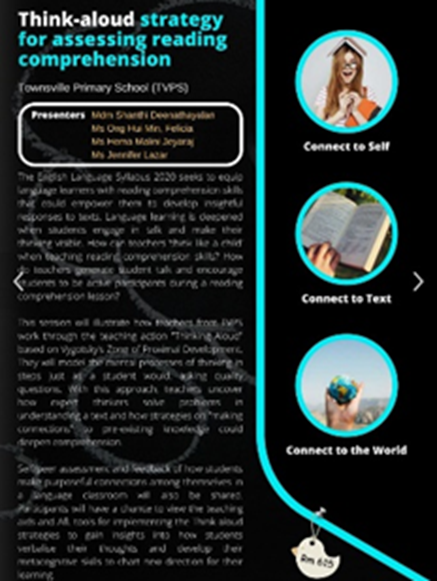 Think-aloud strategy
for assessing reading
comprehension
Townsville Primary School (TVPS)
Presenters Mdm Shanthi Deenathayalan
Ms Ong Hui Min, Felicia
Ms Hema Malini Jeyaraj
Ms Jennifer Lazar
The English Language Syllabus 2020 seeks to equip
language learners with reading comprehension skills
that could empower them to develop insightful
responses to texts. Language learning is deepened
when students engage in talk and make their
thinking visible. How can teachers 'think like a child'
when teaching reading comprehension skills? How
do teachers generate student talk and encourage
students to be active participants during a reading
comprehension lesson?
This session will illustrate how teachers from TVPS
work through the teaching action "Thinking Aloud"
based on Vygotsky's Zone of Proximal Development.
They will model the mental processes of thinking in
steps just as a student would, asking quality
questions. With this approach, teachers uncover
how expert thinkers solve problems in
understanding a text and how strategies on "making
connections" to pre-existing knowledge could
deepen comprehension.
Self/peer assessment and feedback of how students
make purposeful connections among themselves in
a language classroom will also be shared.
Participants will have a chance to view the teaching
aids and AfL tools for implementing the Think aloud
strategies to gain insights into how students
verbalise their thoughts and develop their
metacognitive skills to chart new direction for their
learning.
Connect to Self
Connect to Text
Connect to the World
Rm 605